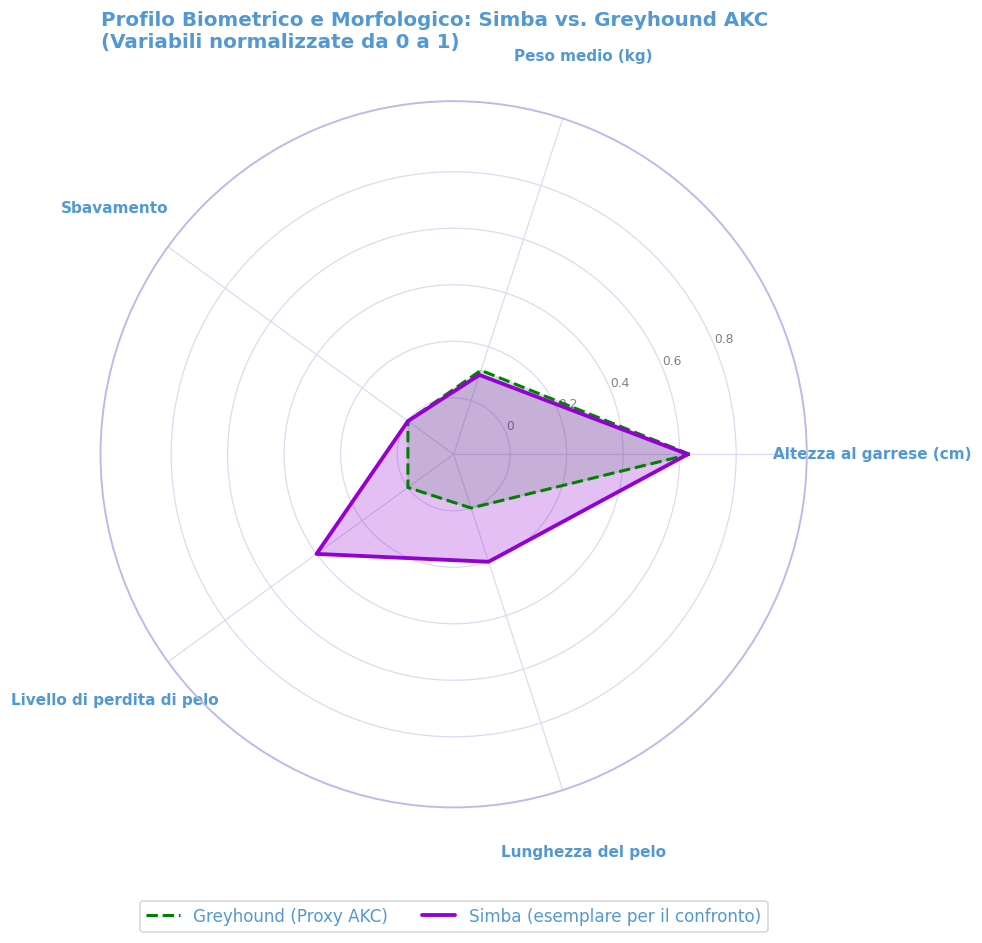 Profilo Biometrico e Morfologico: Simba vs. Greyhound AKC
(Variabili normalizzate da 0 a 1)
Peso medio (kg)
Sbavamento
0.8
0.6
0.4
0.2
0
Altezza al garrese (cm)
Livello di perdita di pelo
Lunghezza del pelo
Greyhound (Proxy AKC)
Simba (esemplare per il confronto)